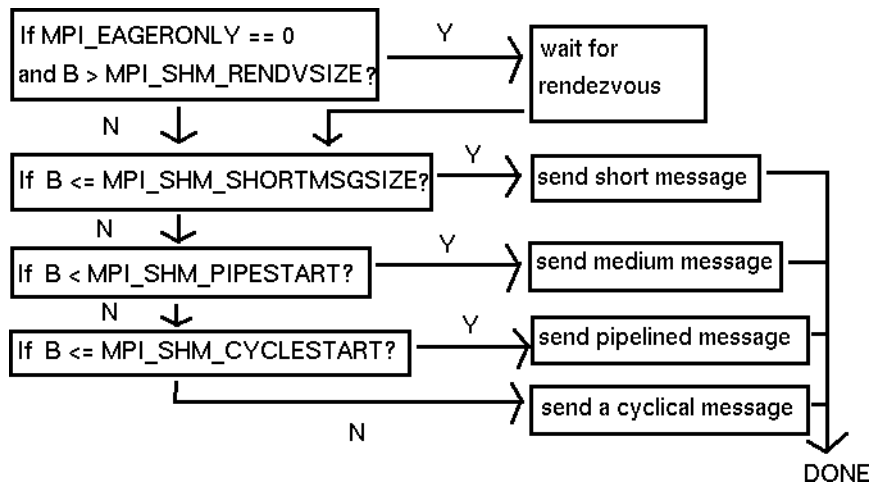 If MPI_EAGERONLY == 0
and B > MPI_SHM_RENDVSIZE?
Y
wait for
rendezvous
N
If B <= MPI_SHM_SHORTMSGSIZE?
Y
send short message
N
If B < MPI_SHM_PIPESTART?
Y
send medium message
N
If B <= MPI_SHM_CYCLESTART?
Y
send pipelined message
N
send a cyclical message
DONE